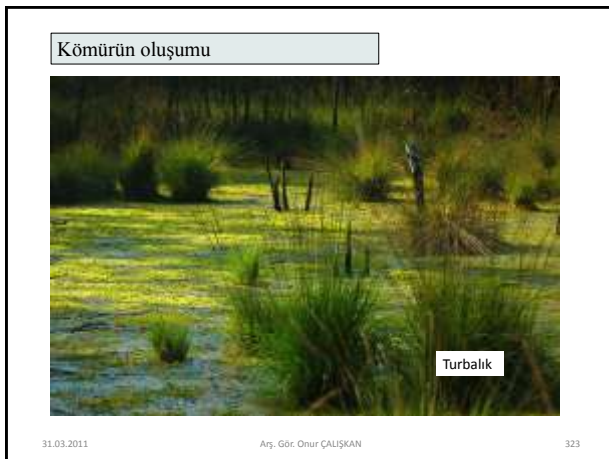 Kömürün oluşumu
Turbalık
31.03.2011
Arş. Gör. Onur ÇALIŞKAN
323